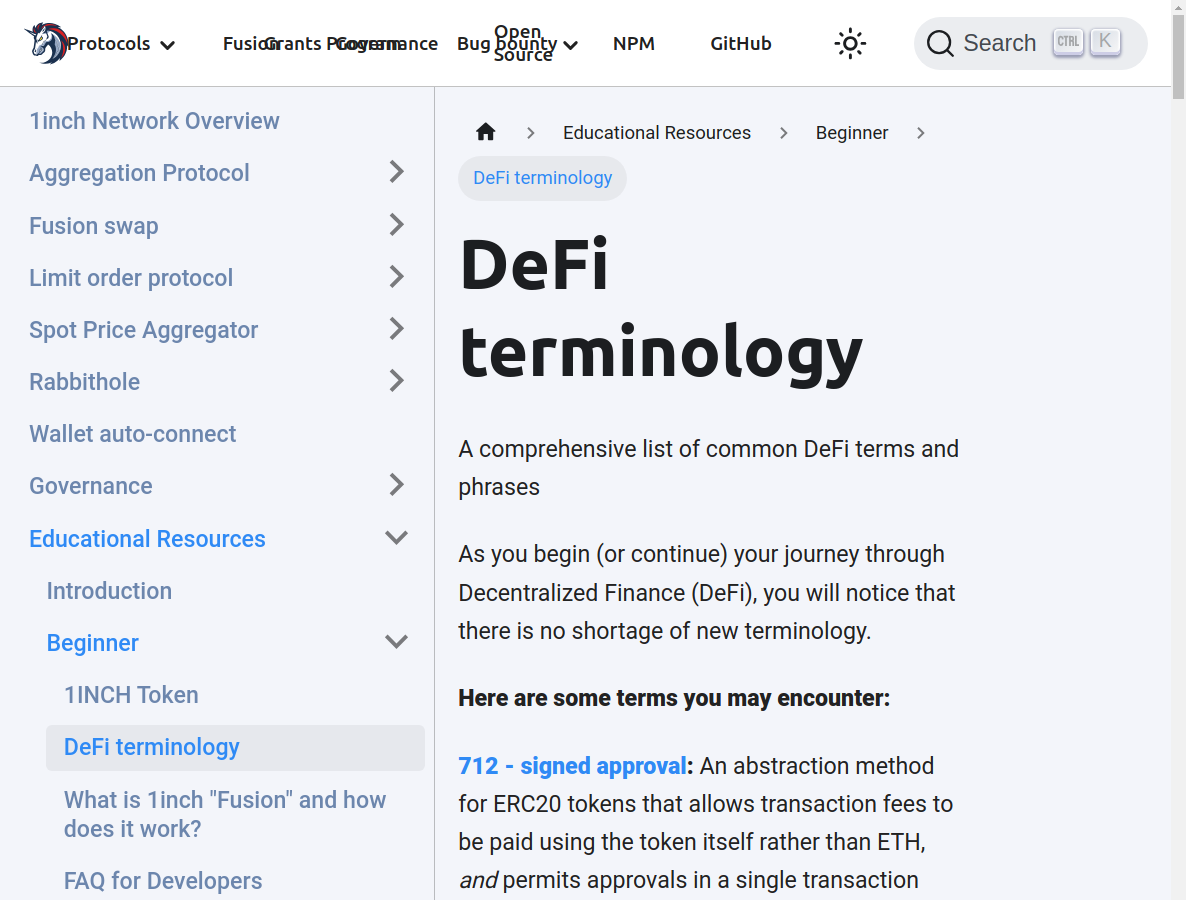 Protocols
Fusion
Grants Program
Governance
Bug bounty
Open Source
NPM
GitHub
Search CTRL K
1inch Network Overview
Aggregation Protocol
Fusion swap
Limit order protocol
Spot Price Aggregator
Rabbithole
Wallet auto-connect
Governance
Educational Resources
Introduction
Beginner
1INCH Token
DeFi terminology
What is 1inch "Fusion" and how
does it work?
FAQ for Developers
Educational Resources
Beginner
DeFi terminology
DeFi
terminology
A comprehensive list of common DeFi terms and
phrases
As you begin (or continue) your journey through
Decentralized Finance (DeFi), you will notice that
there is no shortage of new terminology.
Here are some terms you may encounter:
712 - signed approval: An abstraction method
for ERC20 tokens that allows transaction fees to
be paid using the token itself rather than ETH,
and permits approvals in a single transaction